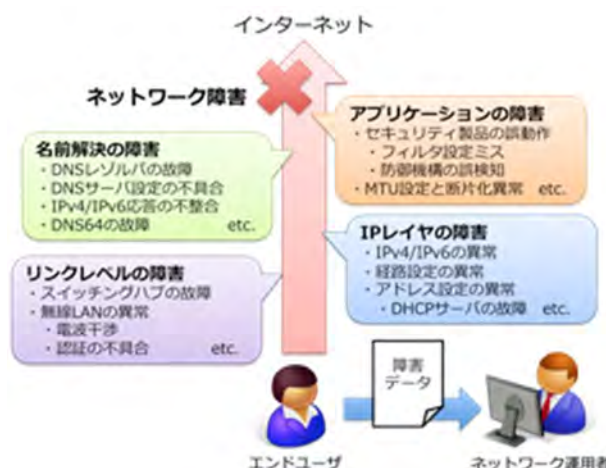 インターネット
ネットワーク障害
アプリケーションの障害
・セキュリティ製品の誤動作
・フィルタ設定ミス
・防御機構の誤検知
・MTU設定と断片化異常 etc.
名前解決の障害
・DNSレゾルバの故障
・DNSサーバ設定の不具合
・IPv4/IPv6応答の不整合
・DNS64の故障 etc.
IPレイヤの障害
・IPv4/IPv6の異常
・経路設定の異常
・アドレス設定の異常
・DHCPサーバの故障 etc.
リンクレベルの障害
・スイッチングハブの故障
・無線LANの異常
・電波干渉
・認証の不具合 etc.
障害
データ
エンドユーザ
ネットワーク運用者